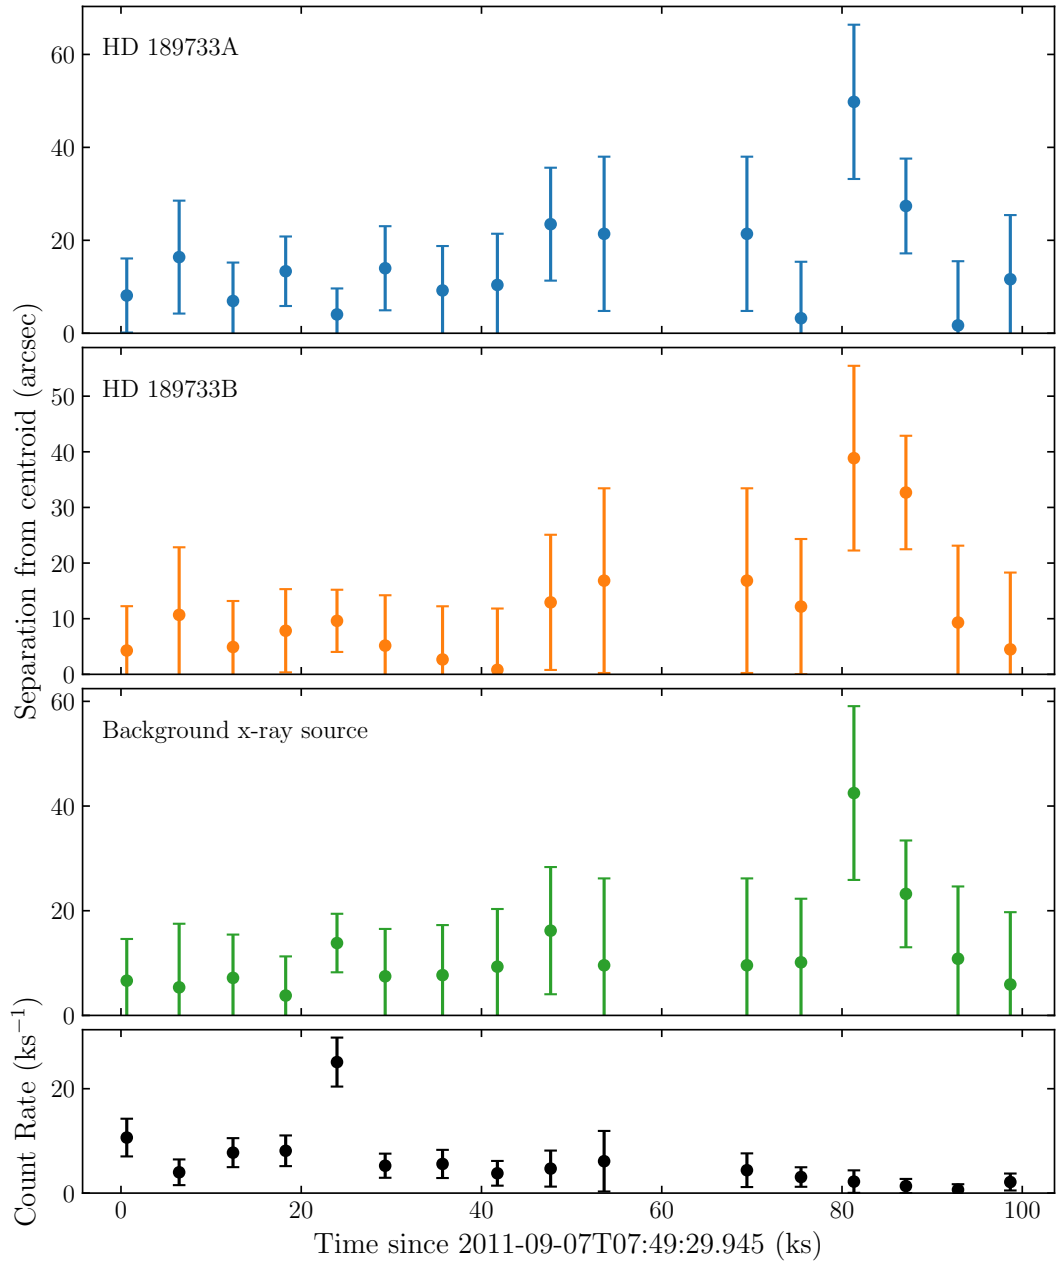 HD 189733A
60
40
20
0
HD 189733B
50
40
30
20
10
0
Separation from centroid (arcsec)
Background x-ray source
60
40
20
0
20
0
Count Rate (ks⁻¹)
0 20 40 60 80 100
Time since 2011-09-07T07:49:29.945 (ks)